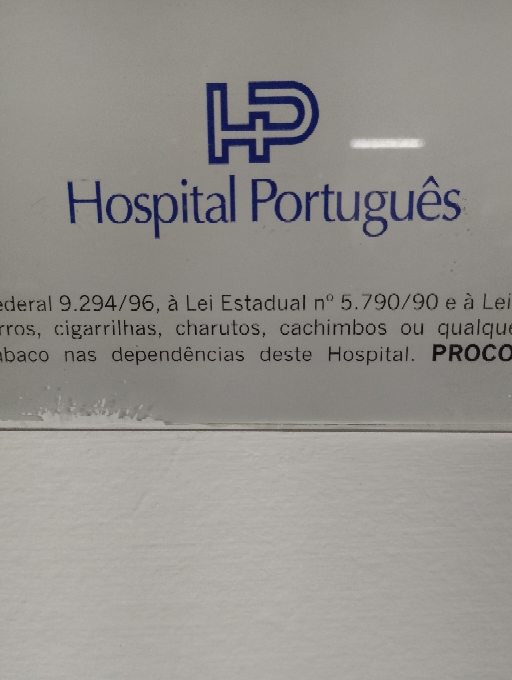 HP
Hospital Português
ederal 9.294/96, à Lei Estadual nº 5.790/90 e à Lei
rros, cigarrilhas, charutos, cachimbos ou qualque
abaco nas dependências deste Hospital. PROCO